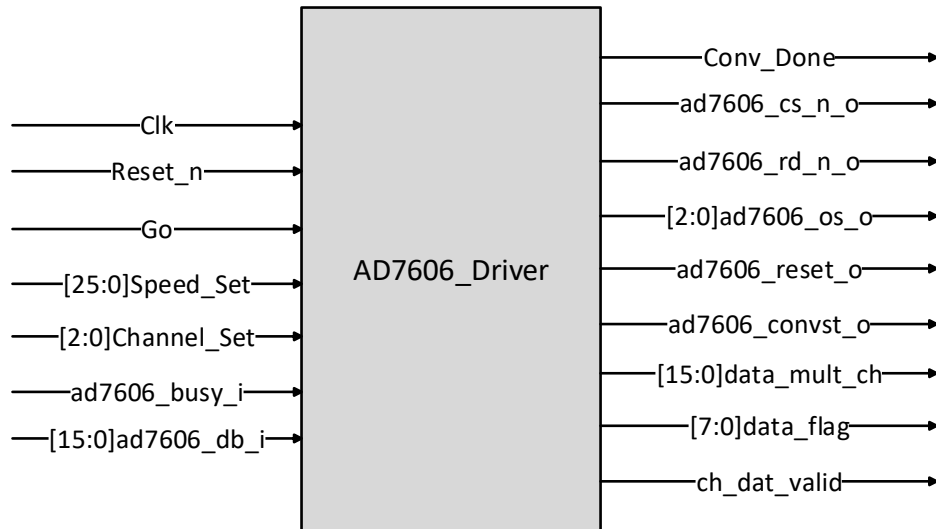 Clk
Reset_n
Go
[25:0]Speed_Set
[2:0]Channel_Set
ad7606_busy_i
[15:0]ad7606_db_i
AD7606_Driver
Conv_Done
ad7606_cs_n_o
ad7606_rd_n_o
[2:0]ad7606_os_o
ad7606_reset_o
ad7606_convst_o
[15:0]data_mult_ch
[7:0]data_flag
ch_dat_valid